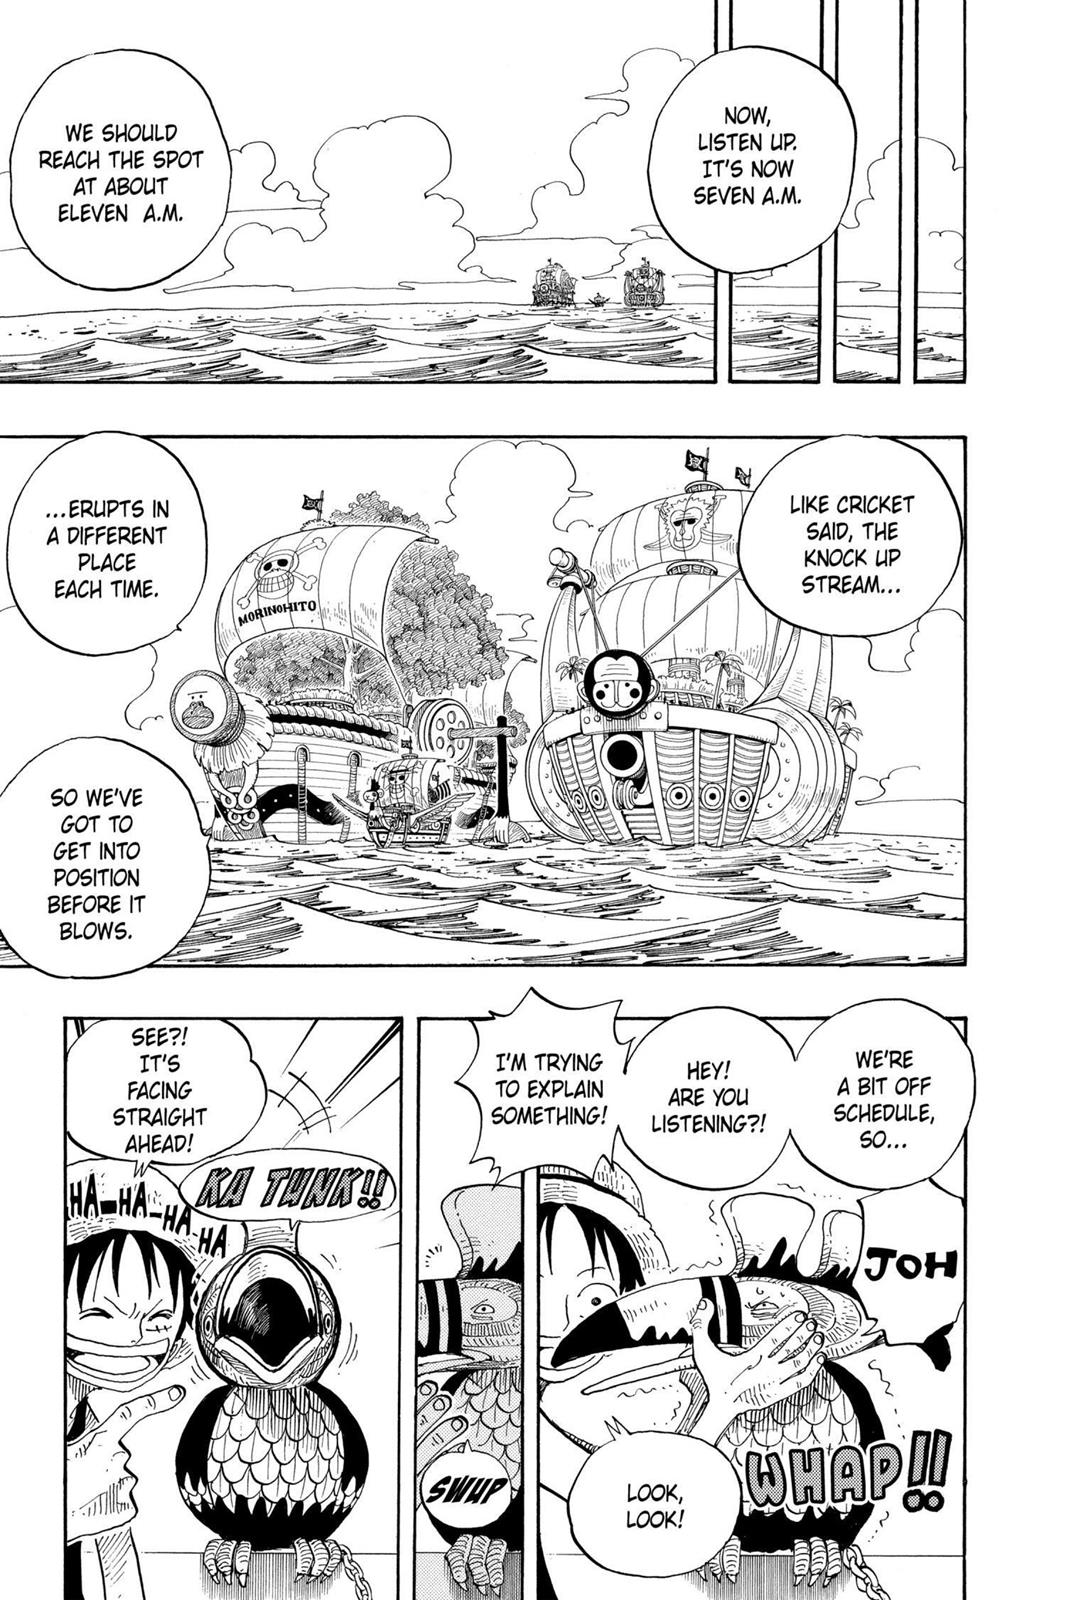 NOW,
LISTEN UP.
IT'S NOW
SEVEN A.M.
WE SHOULD
REACH THE SPOT
AT ABOUT
ELEVEN A.M.
LIKE CRICKET
SAID, THE
KNOCK UP
STREAM...
...ERUPTS IN
A DIFFERENT
PLACE
EACH TIME.
MORINOHITO
SO WE'VE
GOT TO
GET INTO
POSITION
BEFORE IT
BLOWS.
WE'RE
A BIT OFF
SCHEDULE,
SO...
HEY!
ARE YOU
LISTENING?!
I'M TRYING
TO EXPLAIN
SOMETHING!
JOH
WHAP!!
LOOK,
LOOK!
SWUP
SEE?!
IT'S
FACING
STRAIGHT
AHEAD!
KA TUNK!!
HA-HA-HA-HA